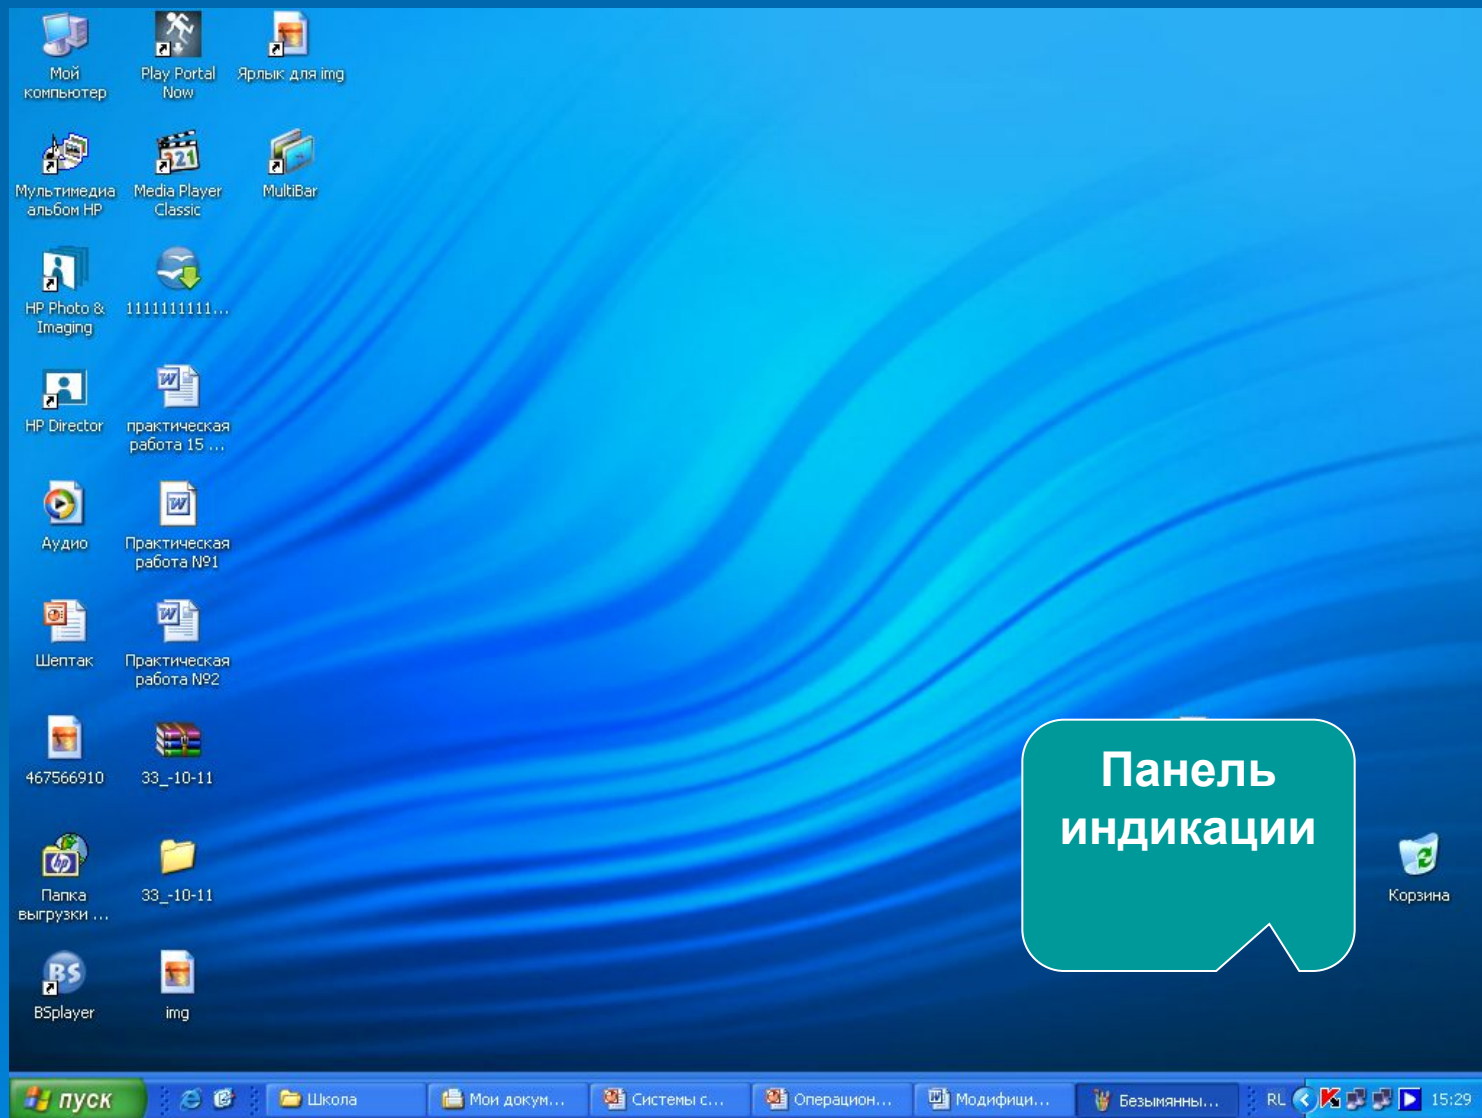 Мой
компьютер
Play Portal
Now
Ярлык для img
Мультимедиа
альбом HP
Media Player
Classic
MultiBar
HP Photo &
Imaging
1111111111...
HP Director
практическая
работа 15 ...
Аудио
Практическая
работа №1
Шептак
Практическая
работа №2
467566910
33_-10-11
Папка
выгрузки ...
33_-10-11
BSplayer
img
Панель
индикации
Корзина
пуск
Школа
Мои докум...
Системы с...
Операцион...
Модифици...
Безымянны...
RL
15:29